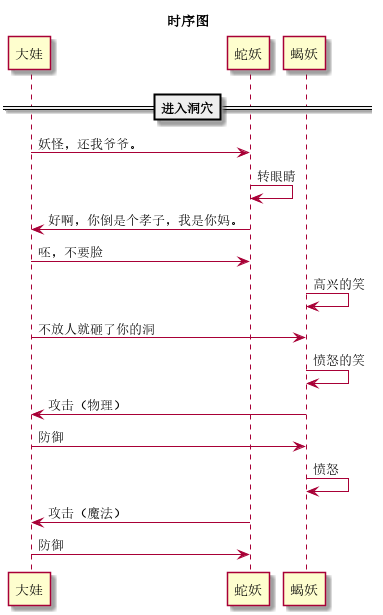 时序图
大娃 蛇妖 蝎妖
进入洞穴
妖怪，还我爷爷。
转眼睛
好啊，你倒是个孝子，我是你妈。
呸，不要脸
高兴的笑
不放人就砸了你的洞
愤怒的笑
攻击（物理）
防御
愤怒
攻击（魔法）
防御
大娃 蛇妖 蝎妖